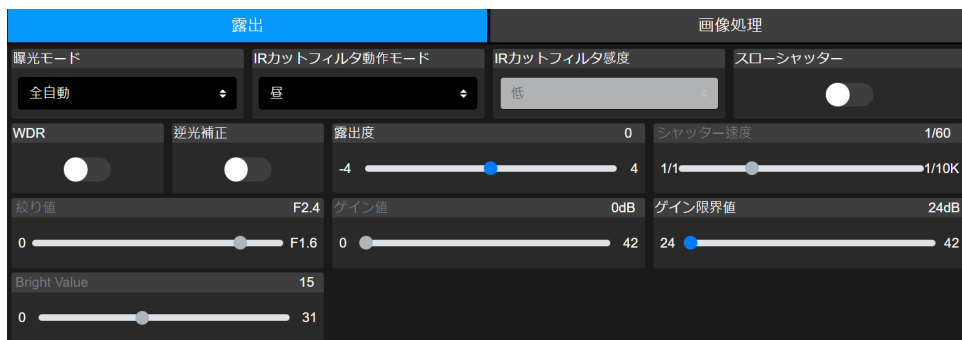 露出 画像処理
曝光モード IRカットフィルタ動作モード IRカットフィルタ感度 スローシャッター
全自動 昼 低
WDR 逆光補正 露出度 0 シャッター速度 1/60
-4 4 1/1 1/10K
絞り値 F2.4 ゲイン値 0dB ゲイン限界値 24dB
0 F1.6 0 42 24 42
Bright Value 15
0 31